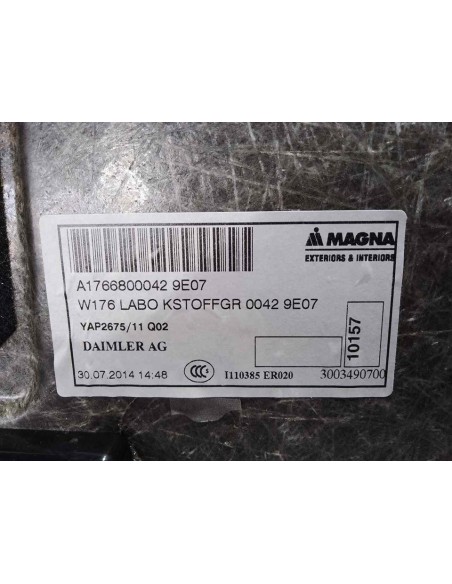 MAGNA
EXTERIORS & INTERIORS
A1766800042 9E07
W176 LABO KSTOFFGR 0042 9E07
YAP2675/11 Q02
DAIMLER AG
10157
30.07.2014 14:48
CCC
I110385 ER020
3003490700